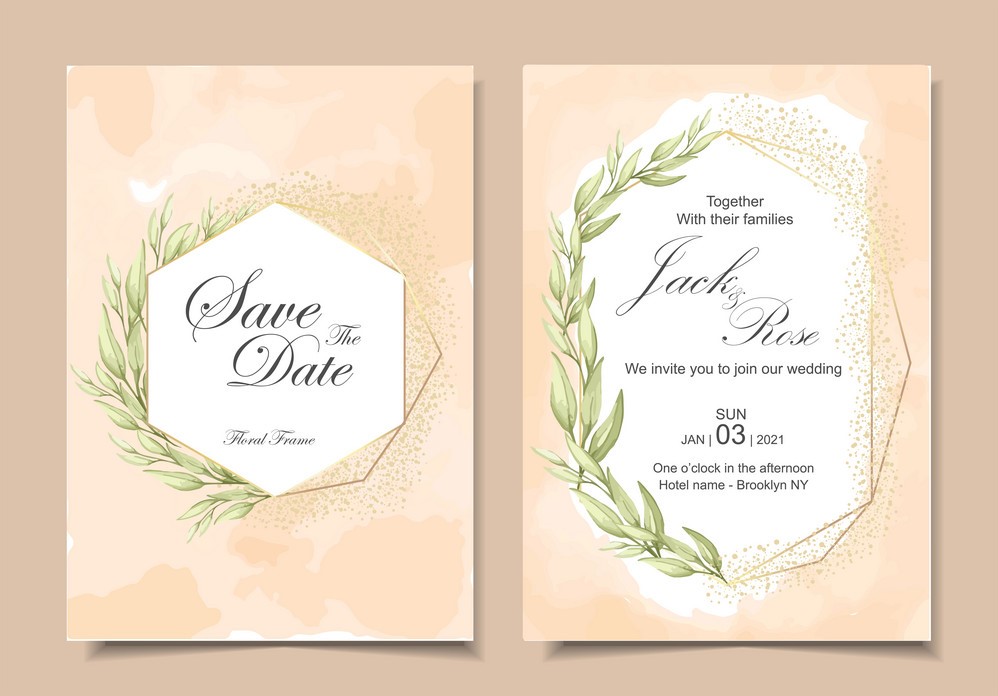 Save
The
Date
Floral Frame
Together
With their families
Jack
&
Rose
We invite you to join our wedding
SUN
JAN | 03 | 2021
One o'clock in the afternoon
Hotel name - Brooklyn NY